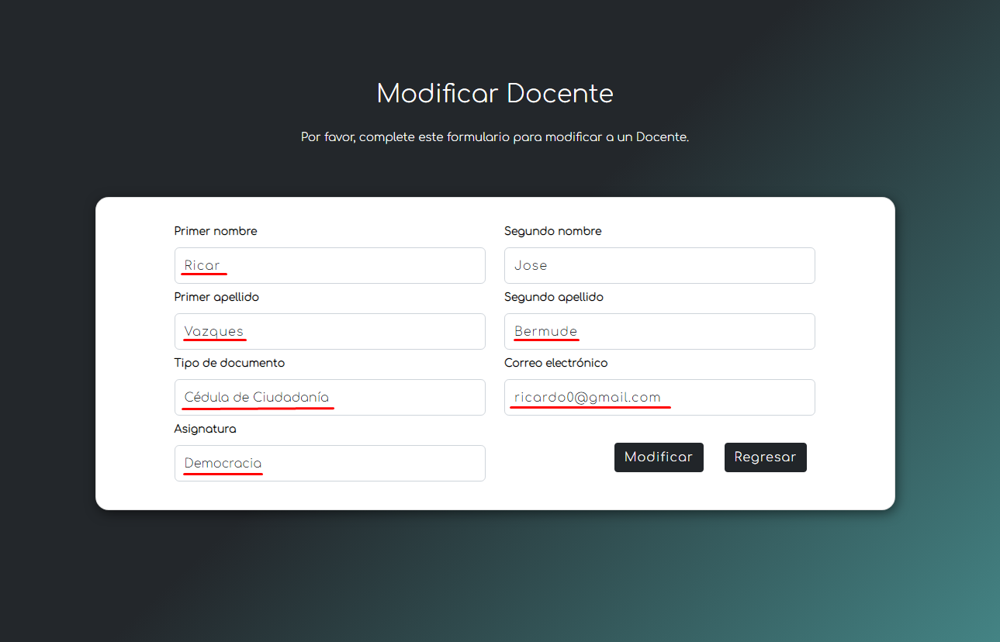 Modificar Docente
Por favor, complete este formulario para modificar a un Docente.
Primer nombre
Segundo nombre
Ricar
Jose
Primer apellido
Segundo apellido
Vazques
Bermude
Tipo de documento
Correo electrónico
Cédula de Ciudadanía
ricardo0@gmail.com
Asignatura
Democracia
Modificar
Regresar